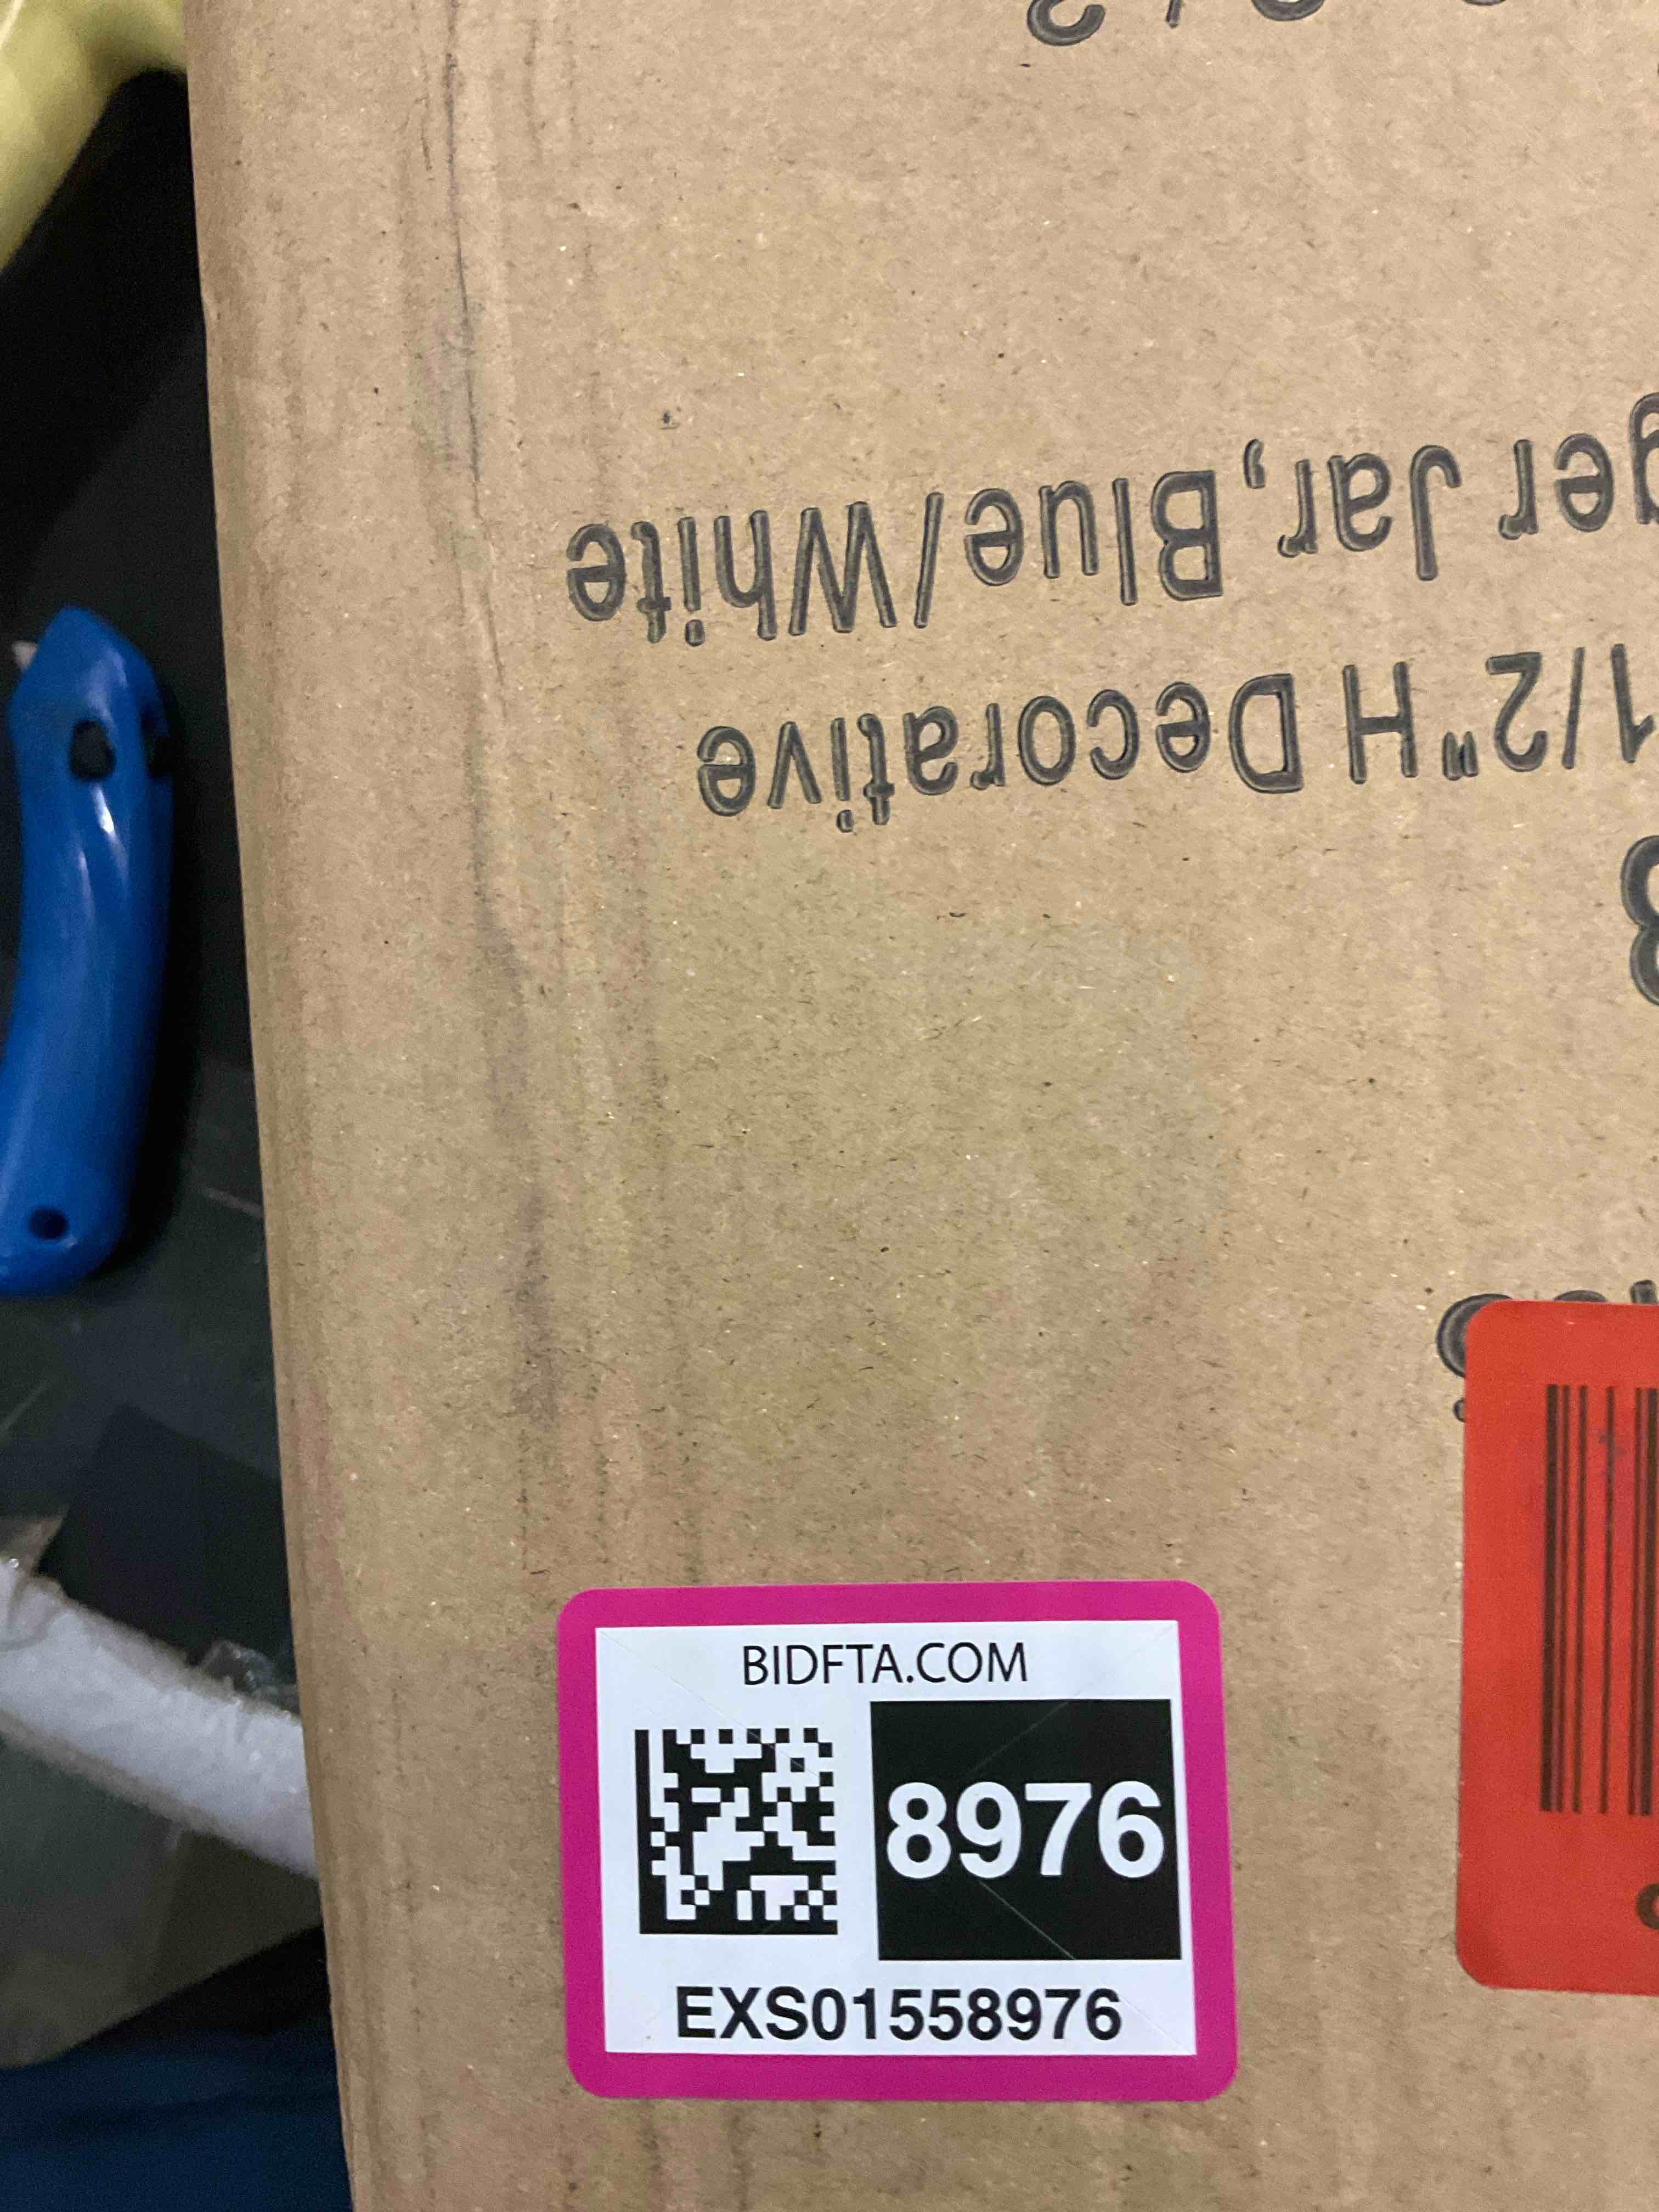 1/2"H Decorative
ger Jar, Blue/White
BIDFTA.COM
8976
EXS01558976